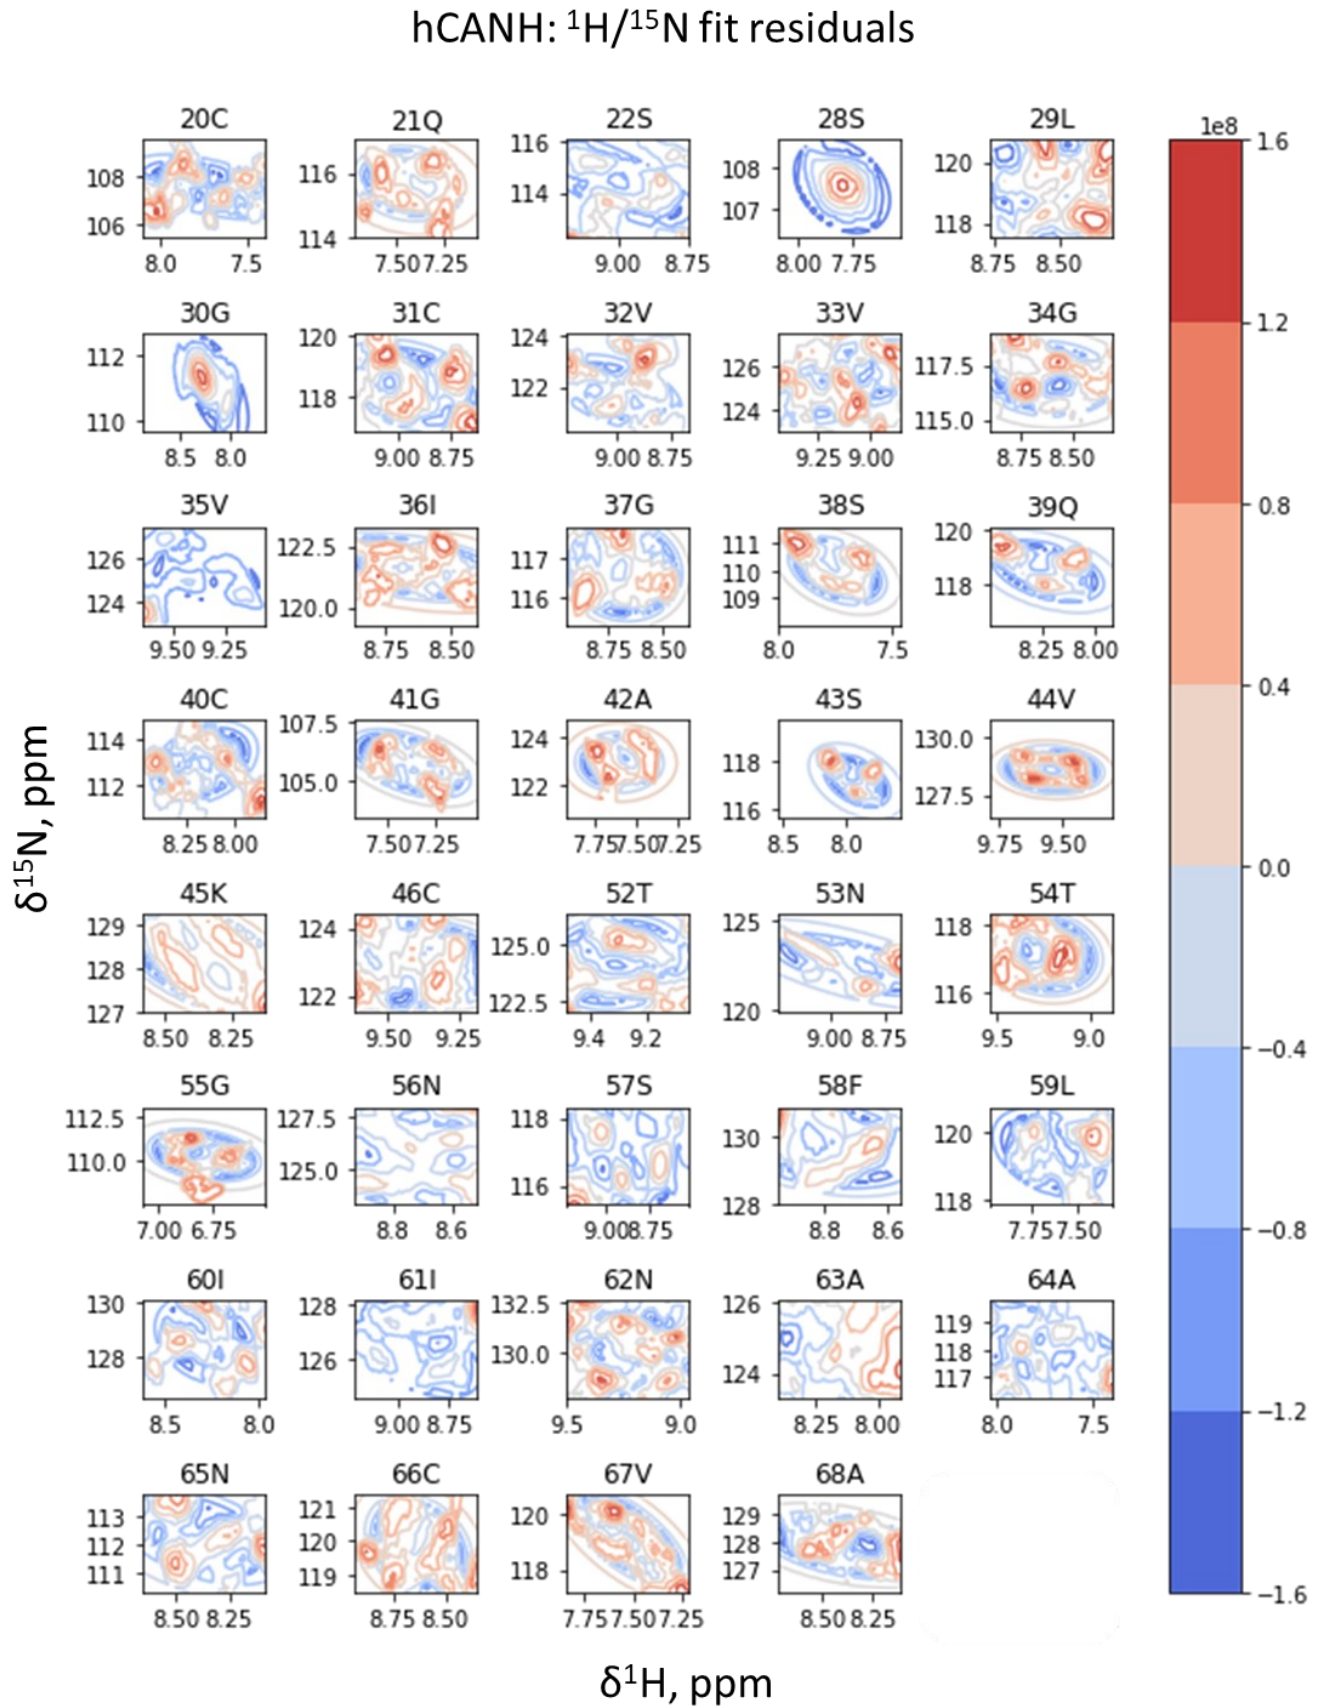 hCANH: ¹H/¹⁵N fit residuals
20C 21Q 22S 28S 29L
1e8
108 106 8.0 7.5
116 114 7.50 7.25
116 114 9.00 8.75
108 107 8.00 7.75
120 118 8.75 8.50
30G 31C 32V 33V 34G
112 110 8.5 8.0
120 118 9.00 8.75
124 122 9.00 8.75
126 124 9.25 9.00
117.5 115.0 8.75 8.50
35V 36I 37G 38S 39Q
126 124 9.50 9.25
122.5 120.0 8.75 8.50
117 116 8.75 8.50
111 110 109 8.0 7.5
120 118 8.25 8.00
40C 41G 42A 43S 44V
114 112 8.25 8.00
107.5 105.0 7.50 7.25
124 122 7.75 7.50 7.25
118 116 8.5 8.0
130.0 127.5 9.75 9.50
45K 46C 52T 53N 54T
129 128 127 8.50 8.25
124 122 9.50 9.25
125.0 122.5 9.4 9.2
125 120 9.00 8.75
118 116 9.5 9.0
55G 56N 57S 58F 59L
112.5 110.0 7.00 6.75
127.5 125.0 8.8 8.6
118 116 9.00 8.75
130 128 8.8 8.6
120 118 7.75 7.50
60I 61I 62N 63A 64A
130 128 8.5 8.0
128 126 9.00 8.75
132.5 130.0 9.5 9.0
126 124 8.25 8.00
119 118 117 8.0 7.5
65N 66C 67V 68A
113 112 111 8.50 8.25
121 120 119 8.75 8.50
120 118 7.75 7.50 7.25
129 128 127 8.50 8.25
1.6
1.2
0.8
0.4
0.0
−0.4
−0.8
−1.2
−1.6
δ¹⁵N, ppm
δ¹H, ppm